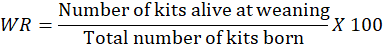 WR = Number of kits alive at weaning / Total number of kits born X 100